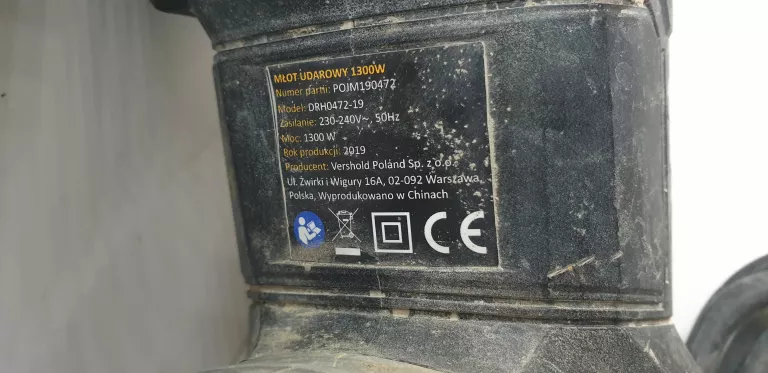 MŁOT UDAROWY 1300W
Numer partii: POJM190472
Model: DRH0472-19
Zasilanie: 230-240V~, 50Hz
Moc: 1300 W
Rok produkcji: 2019
Producent: Vershold Poland Sp. z o.o.
Ul. Żwirki i Wigury 16A, 02-092 Warszawa,
Polska, Wyprodukowano w Chinach
CE